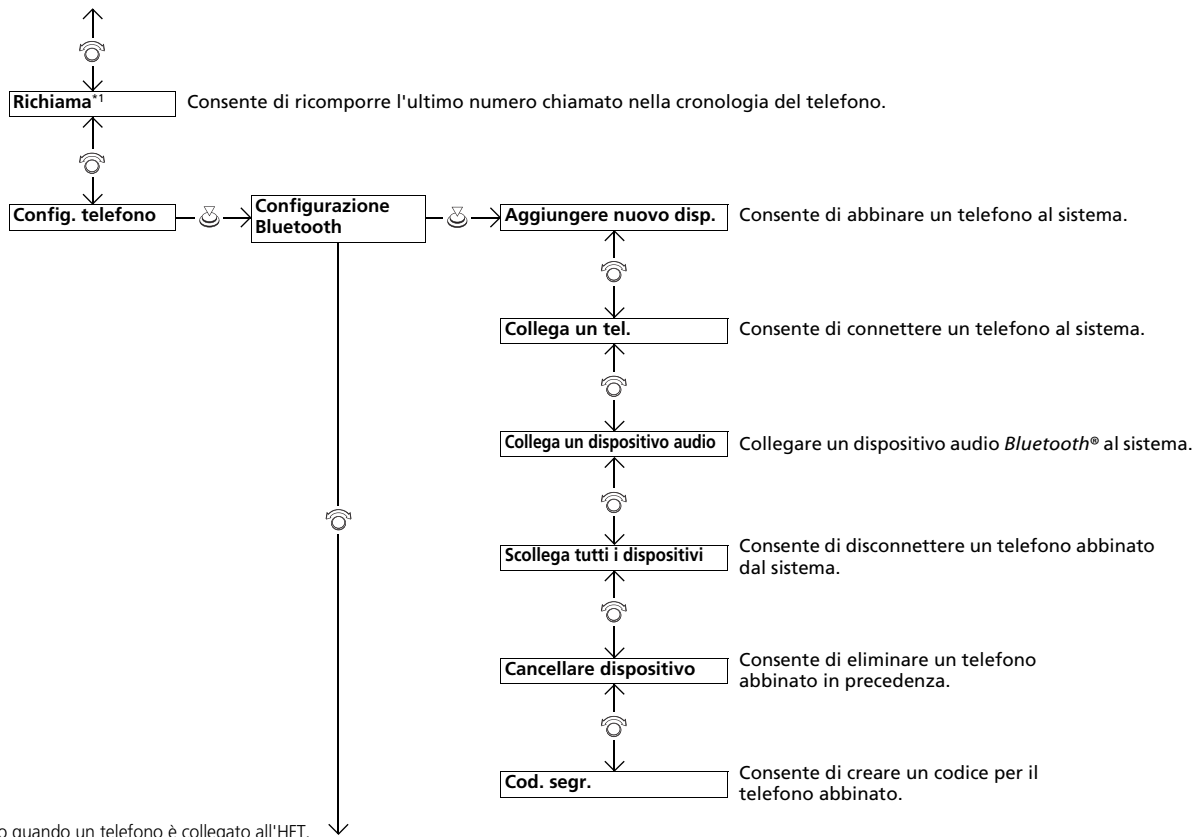 Richiama*1 Consente di ricomporre l'ultimo numero chiamato nella cronologia del telefono.
Config. telefono
Configurazione
Bluetooth
Aggiungere nuovo disp. Consente di abbinare un telefono al sistema.
Collega un tel. Consente di connettere un telefono al sistema.
Collega un dispositivo audio Collegare un dispositivo audio Bluetooth® al sistema.
Scollega tutti i dispositivi Consente di disconnettere un telefono abbinato
dal sistema.
Cancellare dispositivo Consente di eliminare un telefono
abbinato in precedenza.
Cod. segr. Consente di creare un codice per il
telefono abbinato.
quando un telefono è collegato all'HFT.